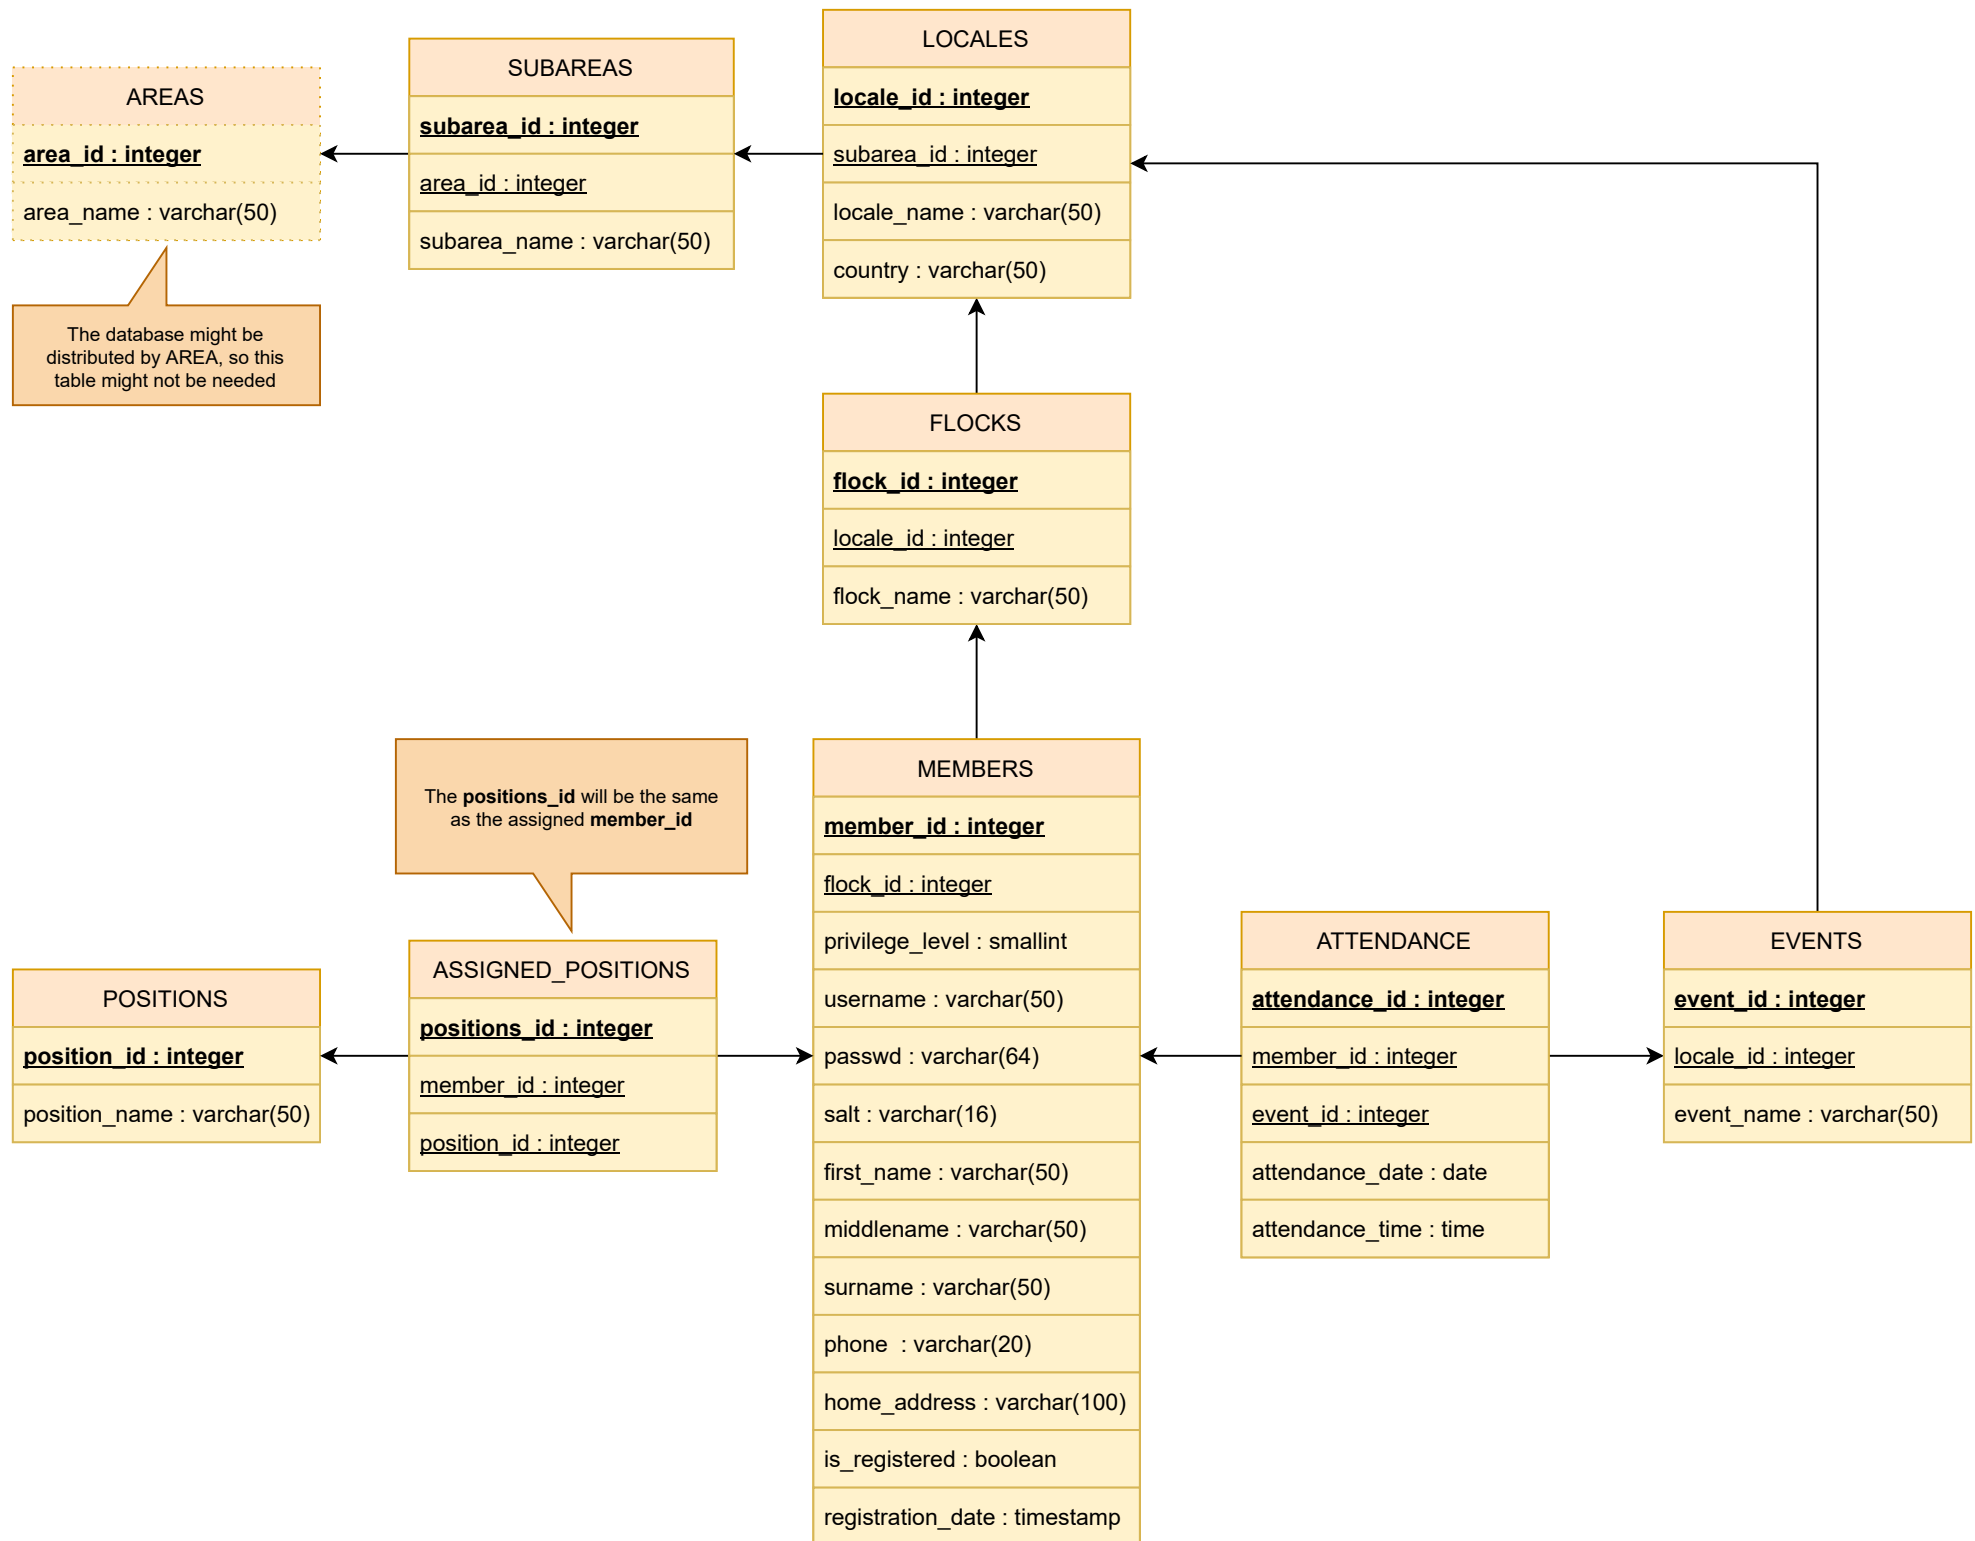 AREAS
area_id : integer
area_name : varchar(50)
The database might be
distributed by AREA, so this
table might not be needed
SUBAREAS
subarea_id : integer
area_id : integer
subarea_name : varchar(50)
LOCALES
locale_id : integer
subarea_id : integer
locale_name : varchar(50)
country : varchar(50)
FLOCKS
flock_id : integer
locale_id : integer
flock_name : varchar(50)
The positions_id will be the same
as the assigned member_id
POSITIONS
position_id : integer
position_name : varchar(50)
ASSIGNED_POSITIONS
positions_id : integer
member_id : integer
position_id : integer
MEMBERS
member_id : integer
flock_id : integer
privilege_level : smallint
username : varchar(50)
passwd : varchar(64)
salt : varchar(16)
first_name : varchar(50)
middlename : varchar(50)
surname : varchar(50)
phone  : varchar(20)
home_address : varchar(100)
is_registered : boolean
registration_date : timestamp
ATTENDANCE
attendance_id : integer
member_id : integer
event_id : integer
attendance_date : date
attendance_time : time
EVENTS
event_id : integer
locale_id : integer
event_name : varchar(50)